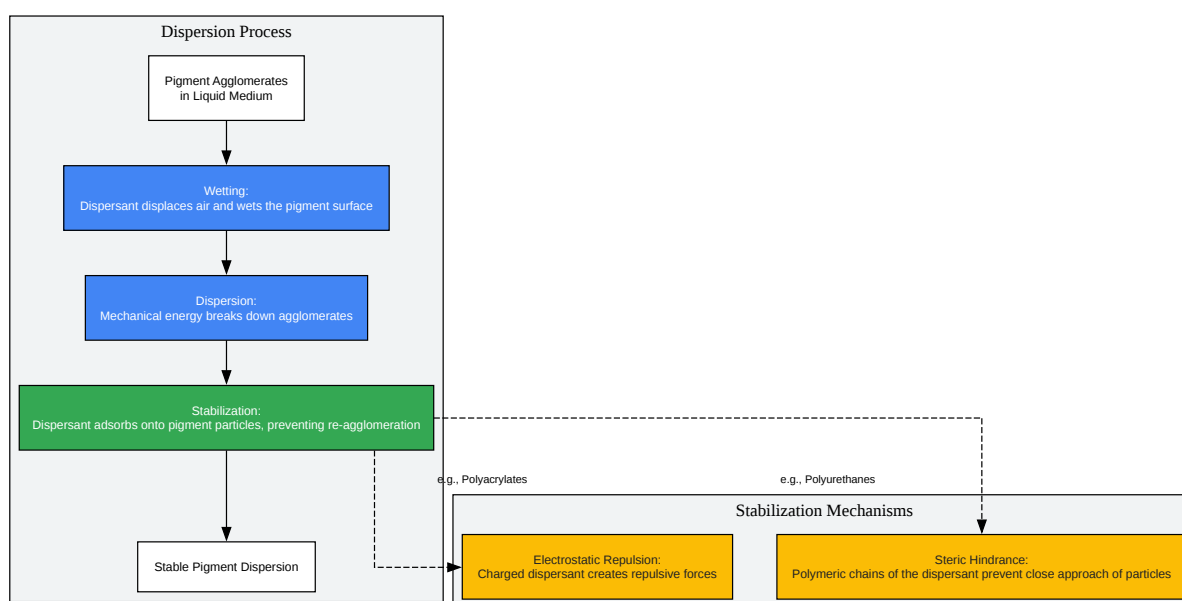 Dispersion Process
Pigment Agglomerates
in Liquid Medium
Wetting:
Dispersant displaces air and wets the pigment surface
Dispersion:
Mechanical energy breaks down agglomerates
Stabilization:
Dispersant adsorbs onto pigment particles, preventing re-agglomeration
Stable Pigment Dispersion
e.g., Polyacrylates
e.g., Polyurethanes
Stabilization Mechanisms
Electrostatic Repulsion:
Charged dispersant creates repulsive forces
Steric Hindrance:
Polymeric chains of the dispersant prevent close approach of particles